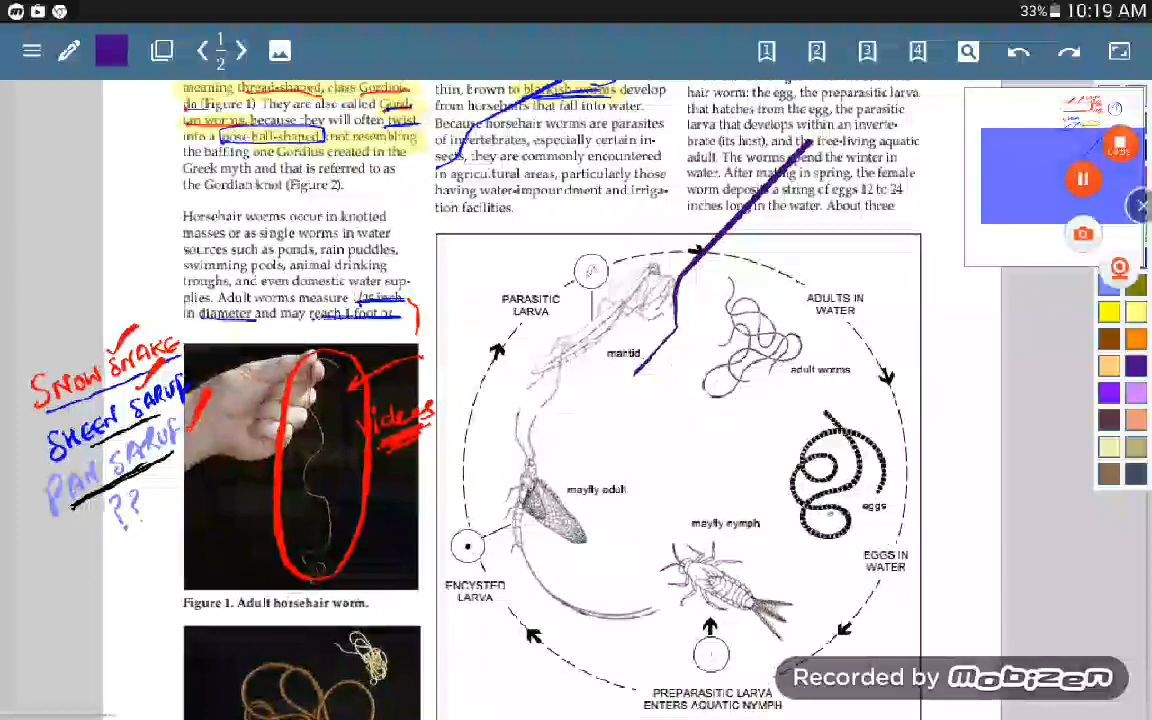 33% 10:19 AM
1
2
1 2 3 4
meaning thread-shaped, class Gordioi-
da (Figure 1) They are also called Gord-
ian worms, because they will often twist
into a loose ball-shaped knot resembling
the baffling one Gordius created in the
Greek myth and that is referred to as
the Gordian knot (Figure 2).
Horsehair worms occur in knotted
masses or as single worms in water
sources such as ponds, rain puddles,
swimming pools, animal drinking
troughs, and even domestic water sup-
plies. Adult worms measure 1/25 inch
in diameter and may reach 1 foot or
thin, brown to blackish worms develop
from horsehairs that fall into water.
Because horsehair worms are parasites
of invertebrates, especially certain in-
sects, they are commonly encountered
in agricultural areas, particularly those
having water-impoundment and irriga-
tion facilities.
hair worm: the egg, the preparasitic larva
that hatches from the egg, the parasitic
larva that develops within an inverte-
brate (its host), and the free-living aquatic
adult. The worms spend the winter in
water. After mating in spring, the female
worm deposits a string of eggs 12 to 24
inches long in the water. About three
SNOW SNAKE
SHEEN SARUF
PAN SARUF
??
Videos
Figure 1. Adult horsehair worm.
PARASITIC
LARVA
mantid
ADULTS IN
WATER
adult worms
mayfly adult
eggs
mayfly nymph
EGGS IN
WATER
ENCYSTED
LARVA
PREPARASITIC LARVA
ENTERS AQUATIC NYMPH
Recorded by mobizen